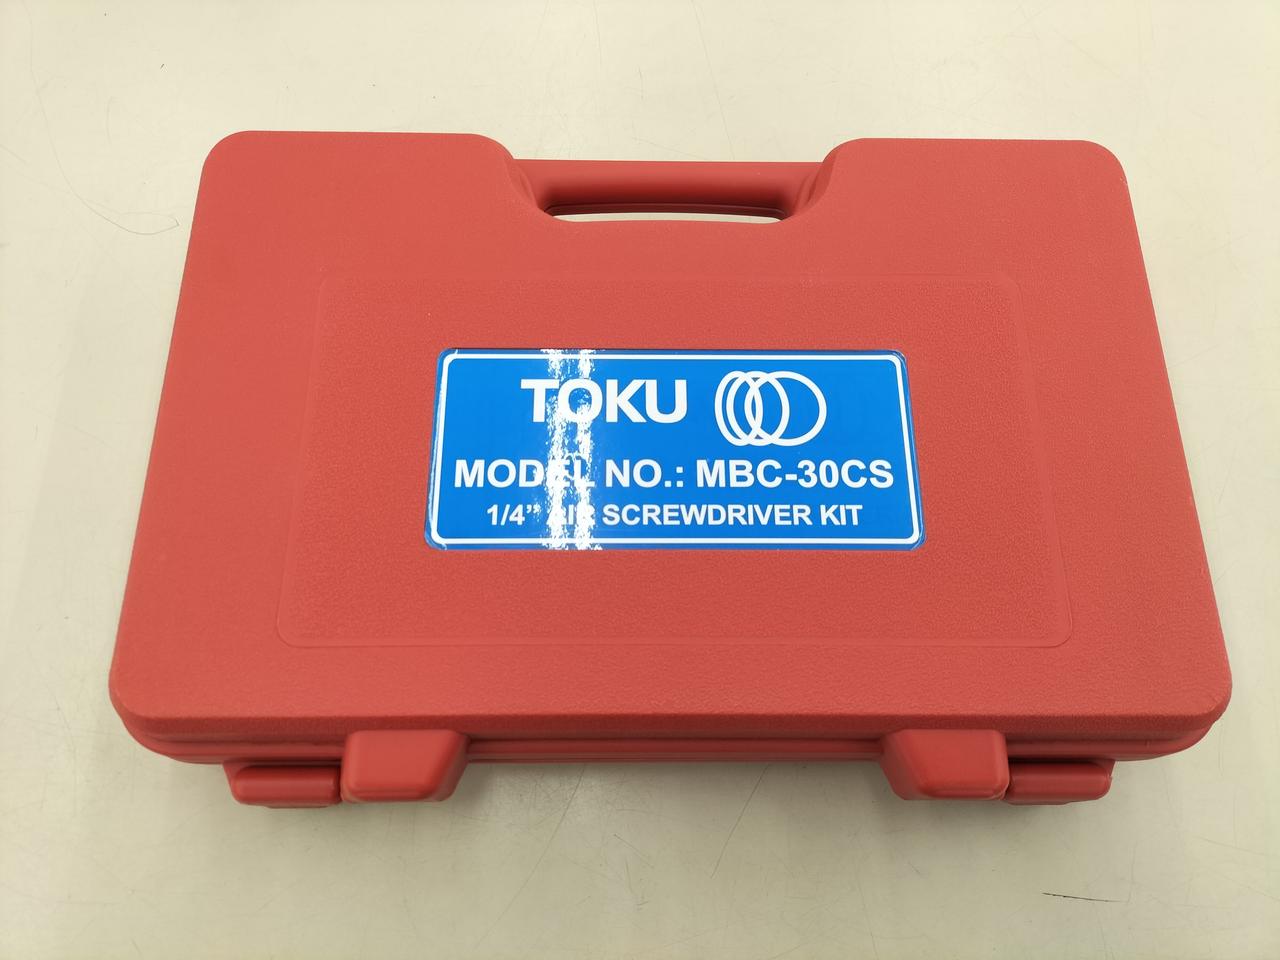 TOKU
MODEL NO.: MBC-30CS
1/4” AIR SCREWDRIVER KIT